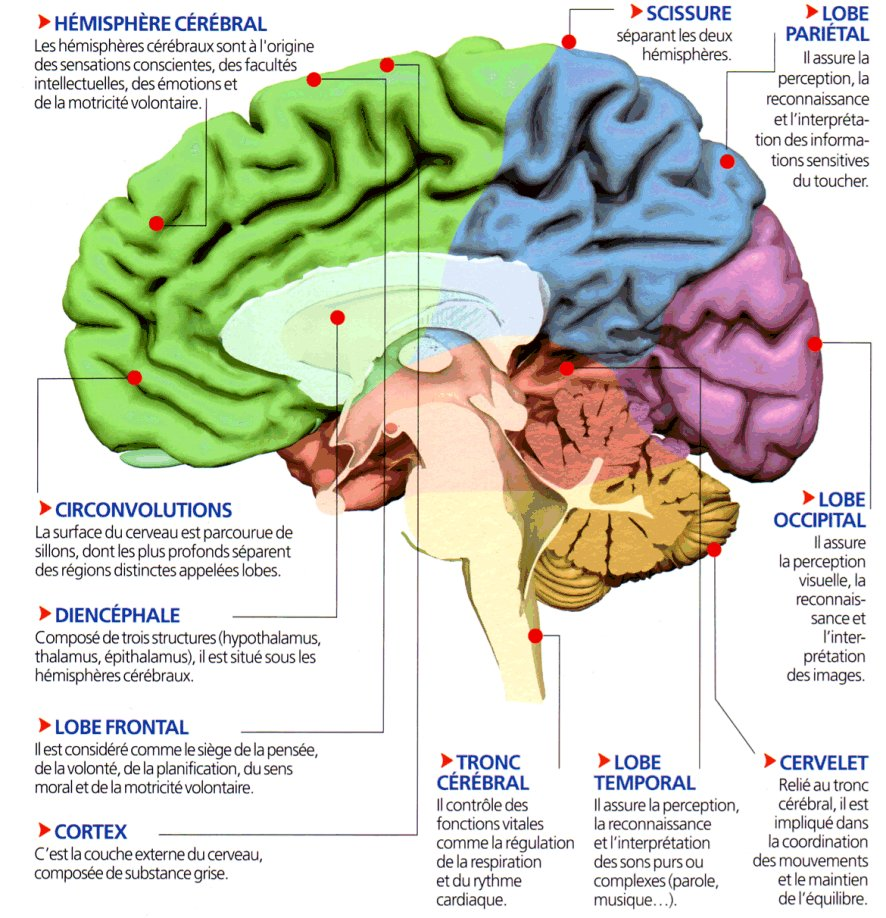 HÉMISPHÈRE CÉRÉBRAL
Les hémisphères cérébraux sont à l'origine
des sensations conscientes, des facultés
intellectuelles, des émotions et
de la motricité volontaire.
SCISSURE
séparant les deux
hémisphères.
LOBE
PARIÉTAL
Il assure la
perception, la
reconnaissance
et l'interpréta-
tion des informa-
tions sensitives
du toucher.
CIRCONVOLUTIONS
La surface du cerveau est parcourue de
sillons, dont les plus profonds séparent
des régions distinctes appelées lobes.
DIENCÉPHALE
Composé de trois structures (hypothalamus,
thalamus, épithalamus), il est situé sous les
hémisphères cérébraux.
LOBE FRONTAL
Il est considéré comme le siège de la pensée,
de la volonté, de la planification, du sens
moral et de la motricité volontaire.
CORTEX
C'est la couche externe du cerveau,
composée de substance grise.
TRONC
CÉRÉBRAL
Il contrôle des
fonctions vitales
comme la régulation
de la respiration
et du rythme
cardiaque.
LOBE
TEMPORAL
Il assure la perception,
la reconnaissance
et l'interprétation
des sons purs ou
complexes (parole,
musique...).
LOBE
OCCIPITAL
Il assure
la perception
visuelle, la
reconnais-
sance et
l'inter-
prétation
des images.
CERVELET
Relié au tronc
cérébral, il est
impliqué dans
la coordination
des mouvements
et le maintien
de l'équilibre.